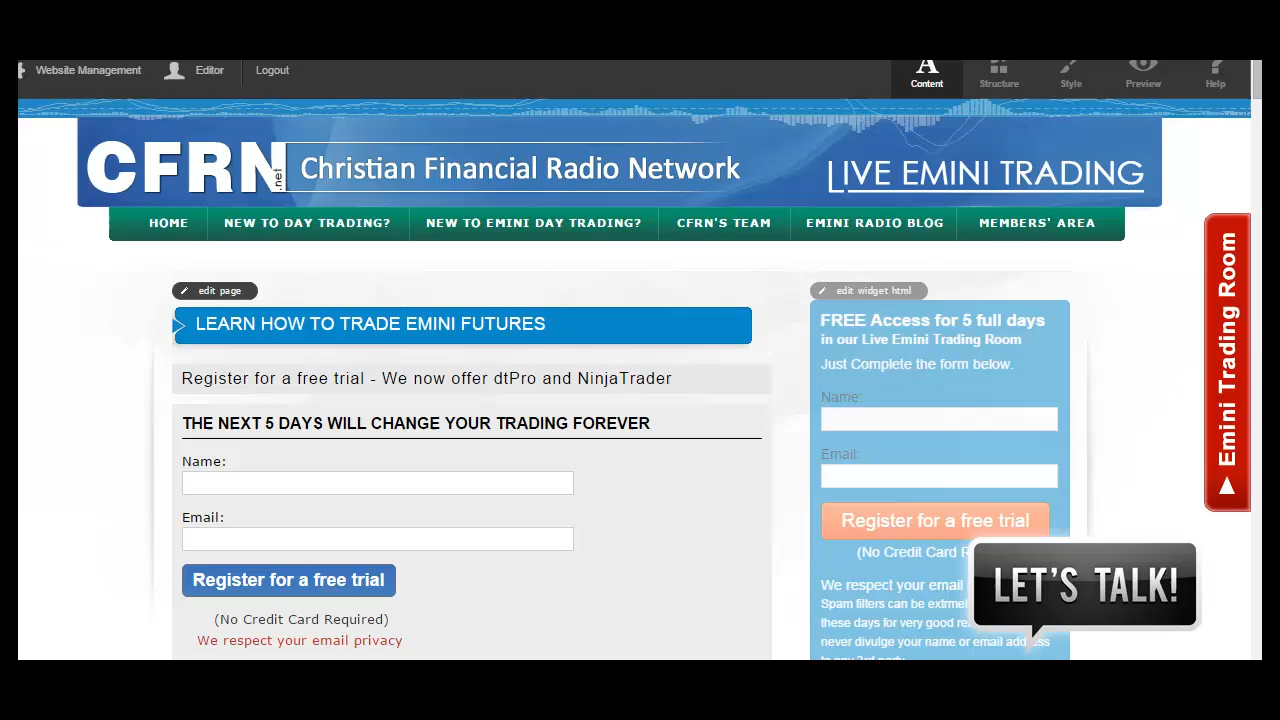 Website Management Editor Logout
Content Structure Style Preview Help
CFRN.net Christian Financial Radio Network LIVE EMINI TRADING
HOME NEW TO DAY TRADING? NEW TO EMINI DAY TRADING? CFRN'S TEAM EMINI RADIO BLOG MEMBERS' AREA
edit page
LEARN HOW TO TRADE EMINI FUTURES
Register for a free trial - We now offer dtPro and NinjaTrader
THE NEXT 5 DAYS WILL CHANGE YOUR TRADING FOREVER
Name:
Email:
Register for a free trial
(No Credit Card Required)
We respect your email privacy
edit widget html
FREE Access for 5 full days
in our Live Emini Trading Room
Just Complete the form below.
Name:
Email:
Register for a free trial
(No Credit Card R
We respect your email
Spam filters can be extrmel
these days for very good re
never divulge your name or email address
LET'S TALK!
Emini Trading Room